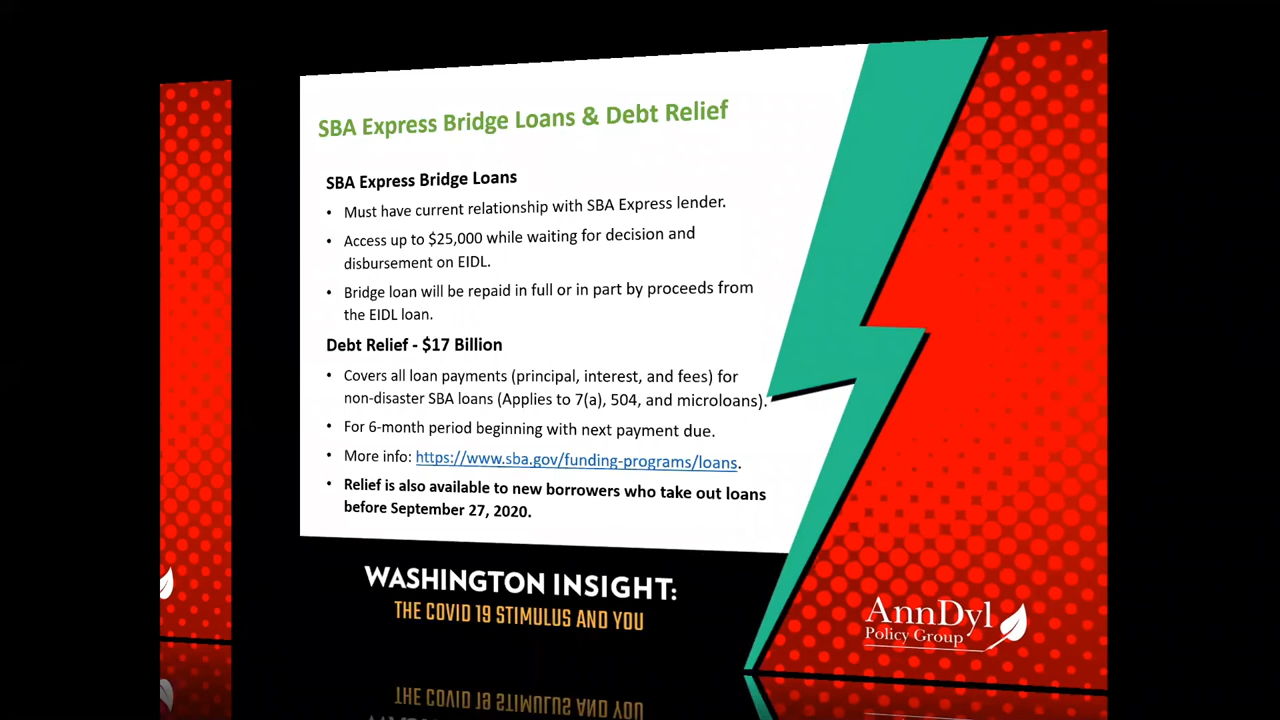 SBA Express Bridge Loans & Debt Relief
SBA Express Bridge Loans
• Must have current relationship with SBA Express lender.
• Access up to $25,000 while waiting for decision and
disbursement on EIDL.
• Bridge loan will be repaid in full or in part by proceeds from
the EIDL loan.
Debt Relief - $17 Billion
• Covers all loan payments (principal, interest, and fees) for
non-disaster SBA loans (Applies to 7(a), 504, and microloans).
• For 6-month period beginning with next payment due.
• More info: https://www.sba.gov/funding-programs/loans.
• Relief is also available to new borrowers who take out loans
before September 27, 2020.
WASHINGTON INSIGHT:
THE COVID 19 STIMULUS AND YOU
AnnDyl
Policy Group
THE COVID 19 STIMULUS AND YOU